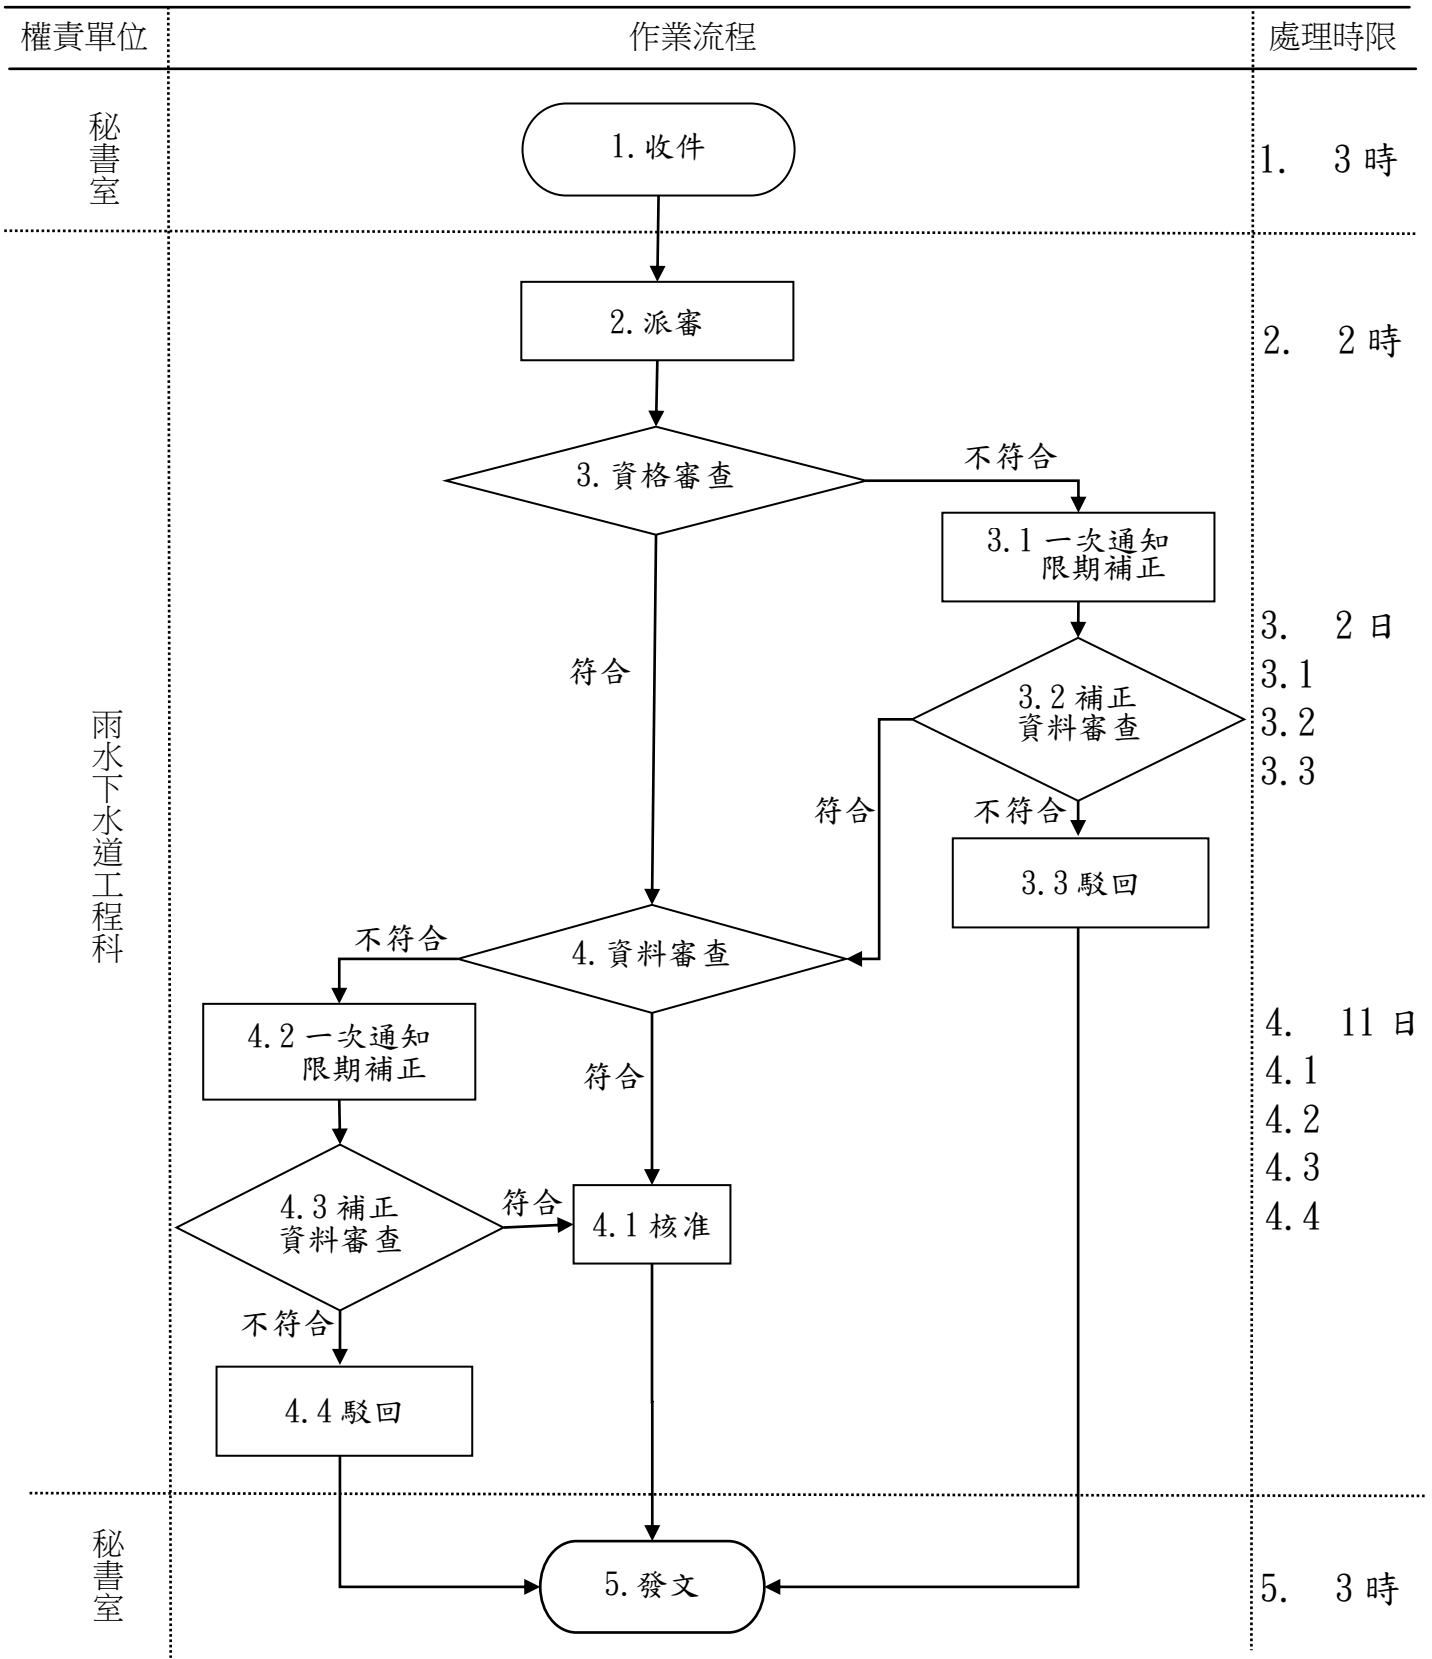 權責單位
作業流程
處理時限
秘書室
1.收件
1. 3時
2.派審
2. 2時
3.資格審查
不符合
3.1一次通知
限期補正
符合
3.2補正
資料審查
3. 2日
3.1
3.2
3.3
雨水下水道工程科
符合
不符合
3.3駁回
不符合
4.資料審查
4.2一次通知
限期補正
符合
4. 11日
4.1
4.2
4.3
4.4
4.3補正
資料審查
符合
4.1核准
不符合
4.4駁回
秘書室
5.發文
5. 3時